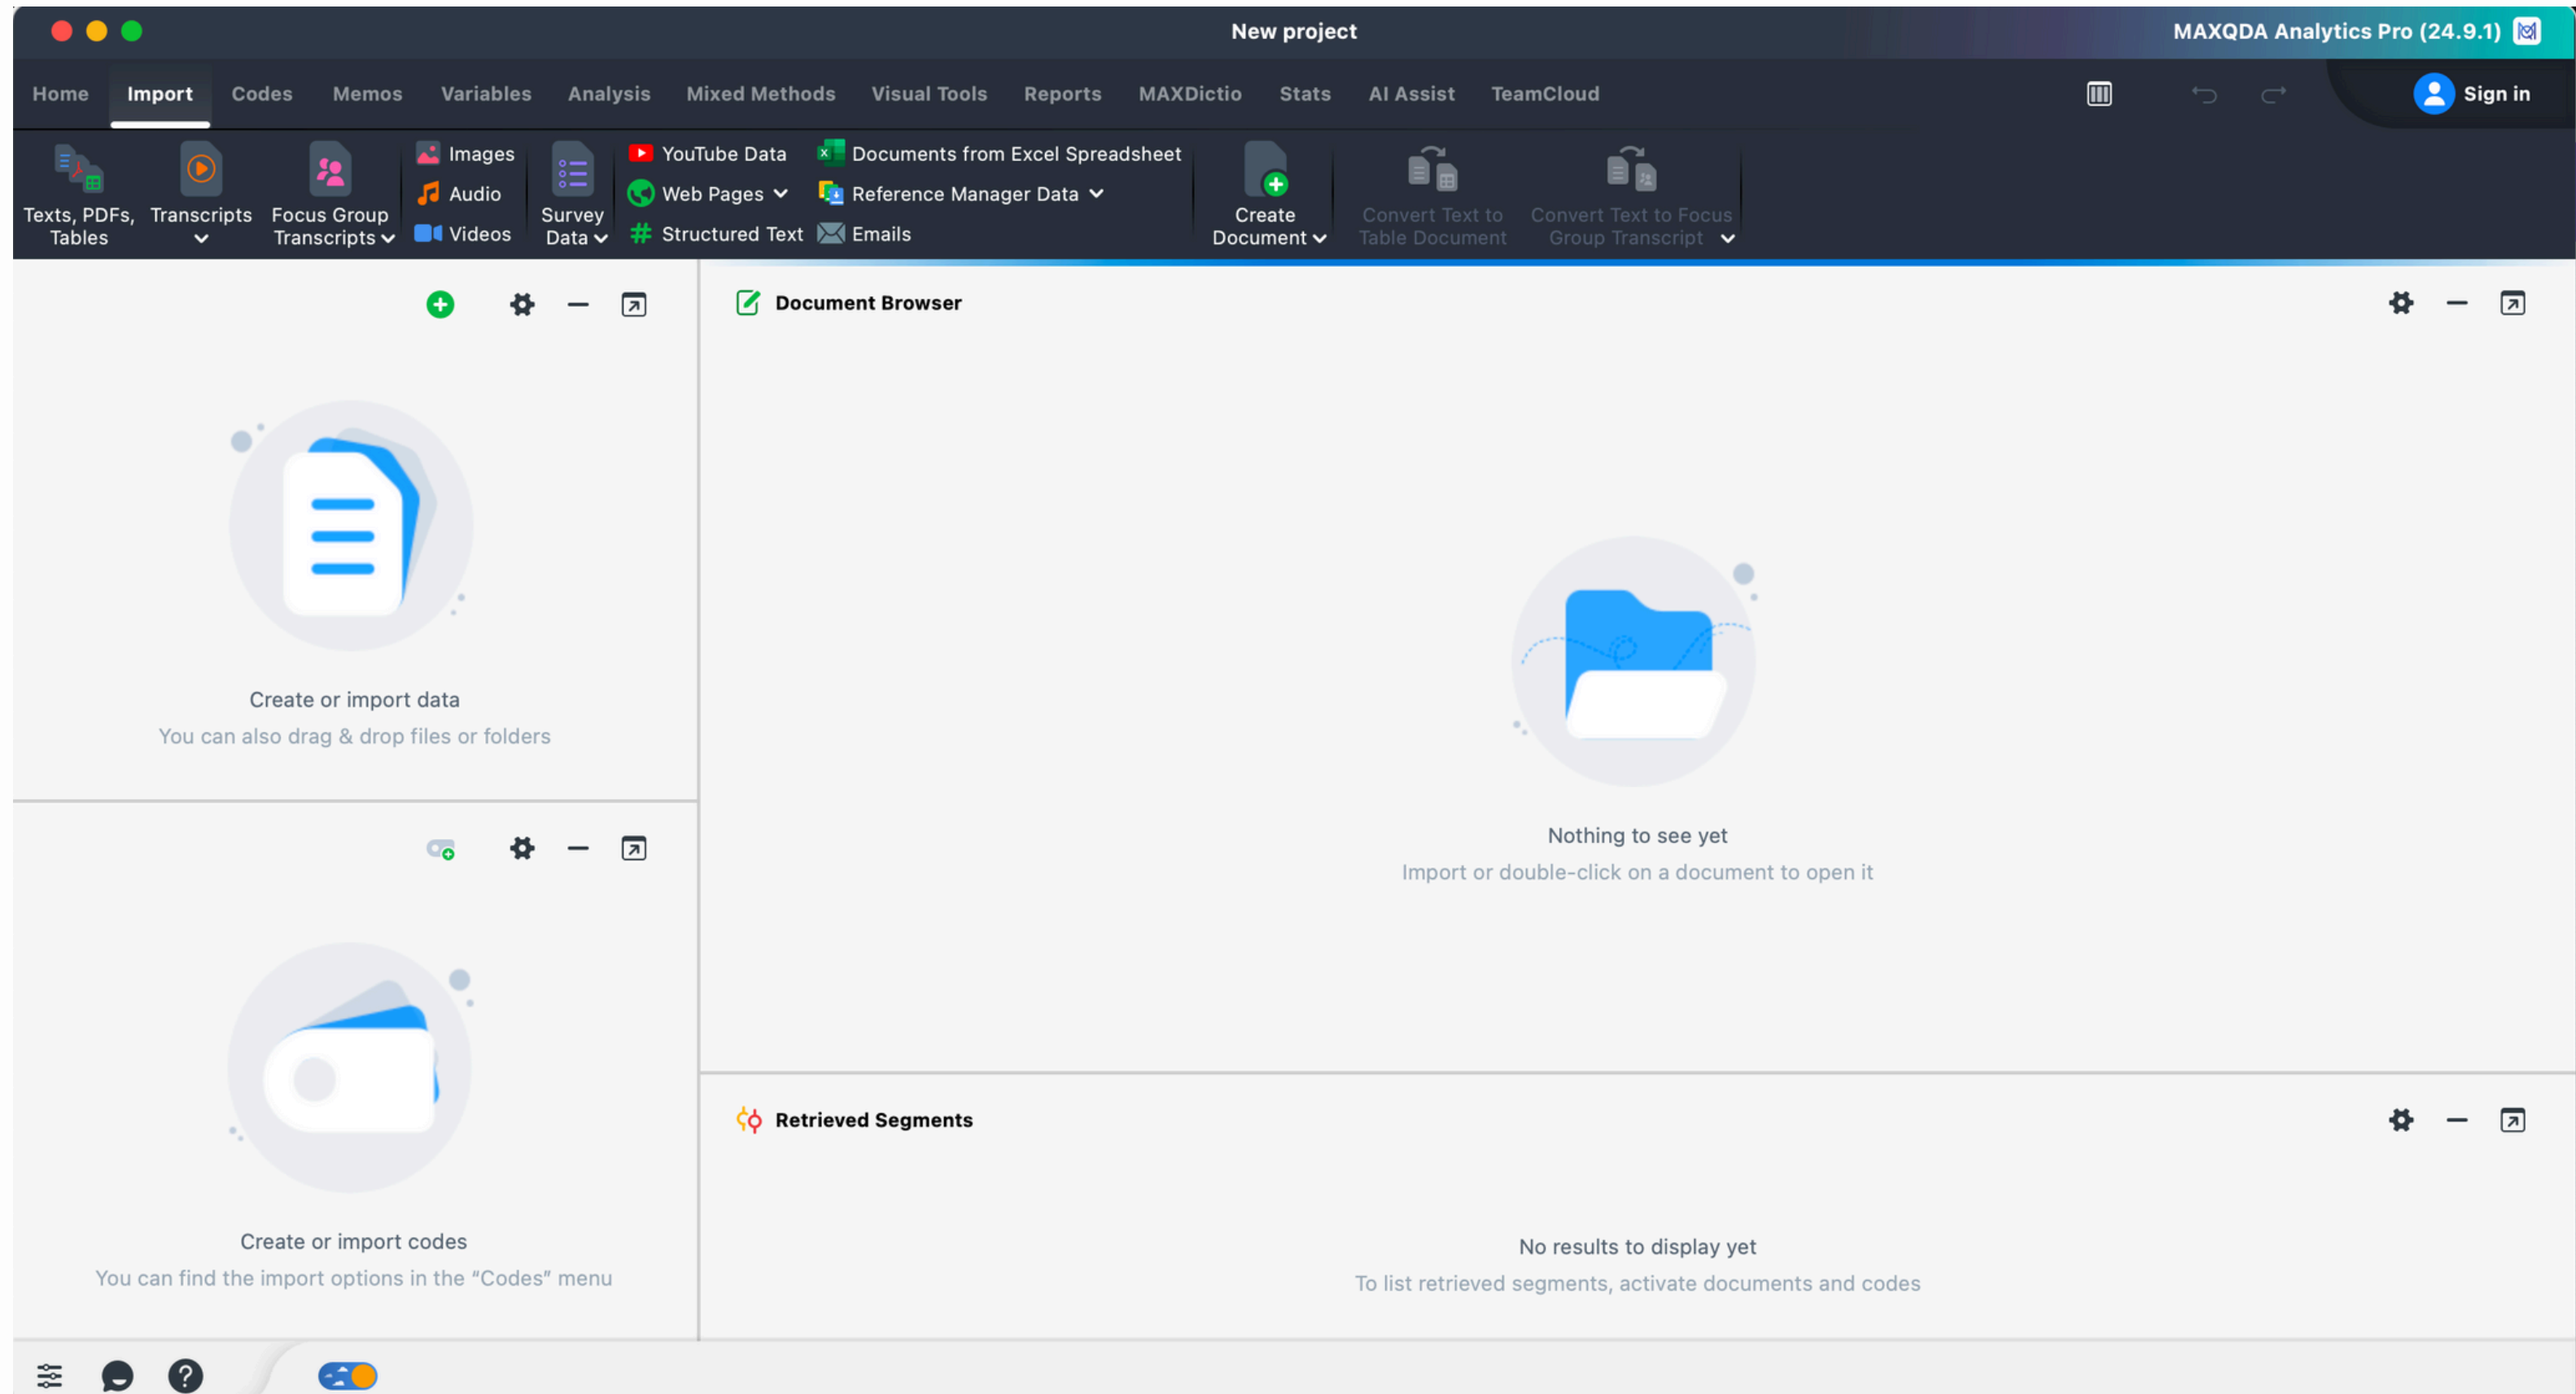 New project
MAXQDA Analytics Pro (24.9.1)
Home Import Codes Memos Variables Analysis Mixed Methods Visual Tools Reports MAXDictio Stats AI Assist TeamCloud
Sign in
Texts, PDFs,
Tables
Transcripts
Focus Group
Transcripts
Images
Audio
Videos
Survey
Data
YouTube Data
Web Pages
Structured Text
Documents from Excel Spreadsheet
Reference Manager Data
Emails
Create
Document
Convert Text to
Table Document
Convert Text to Focus
Group Transcript
Create or import data
You can also drag & drop files or folders
Create or import codes
You can find the import options in the “Codes” menu
Document Browser
Nothing to see yet
Import or double-click on a document to open it
Retrieved Segments
No results to display yet
To list retrieved segments, activate documents and codes